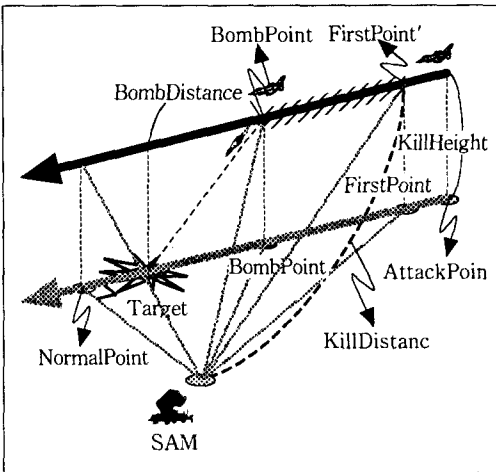 BombPoint
FirstPoint'
BombDistance
KillHeight
FirstPoint
BombPoint
AttackPoin
Target
NormalPoint
KillDistanc
SAM